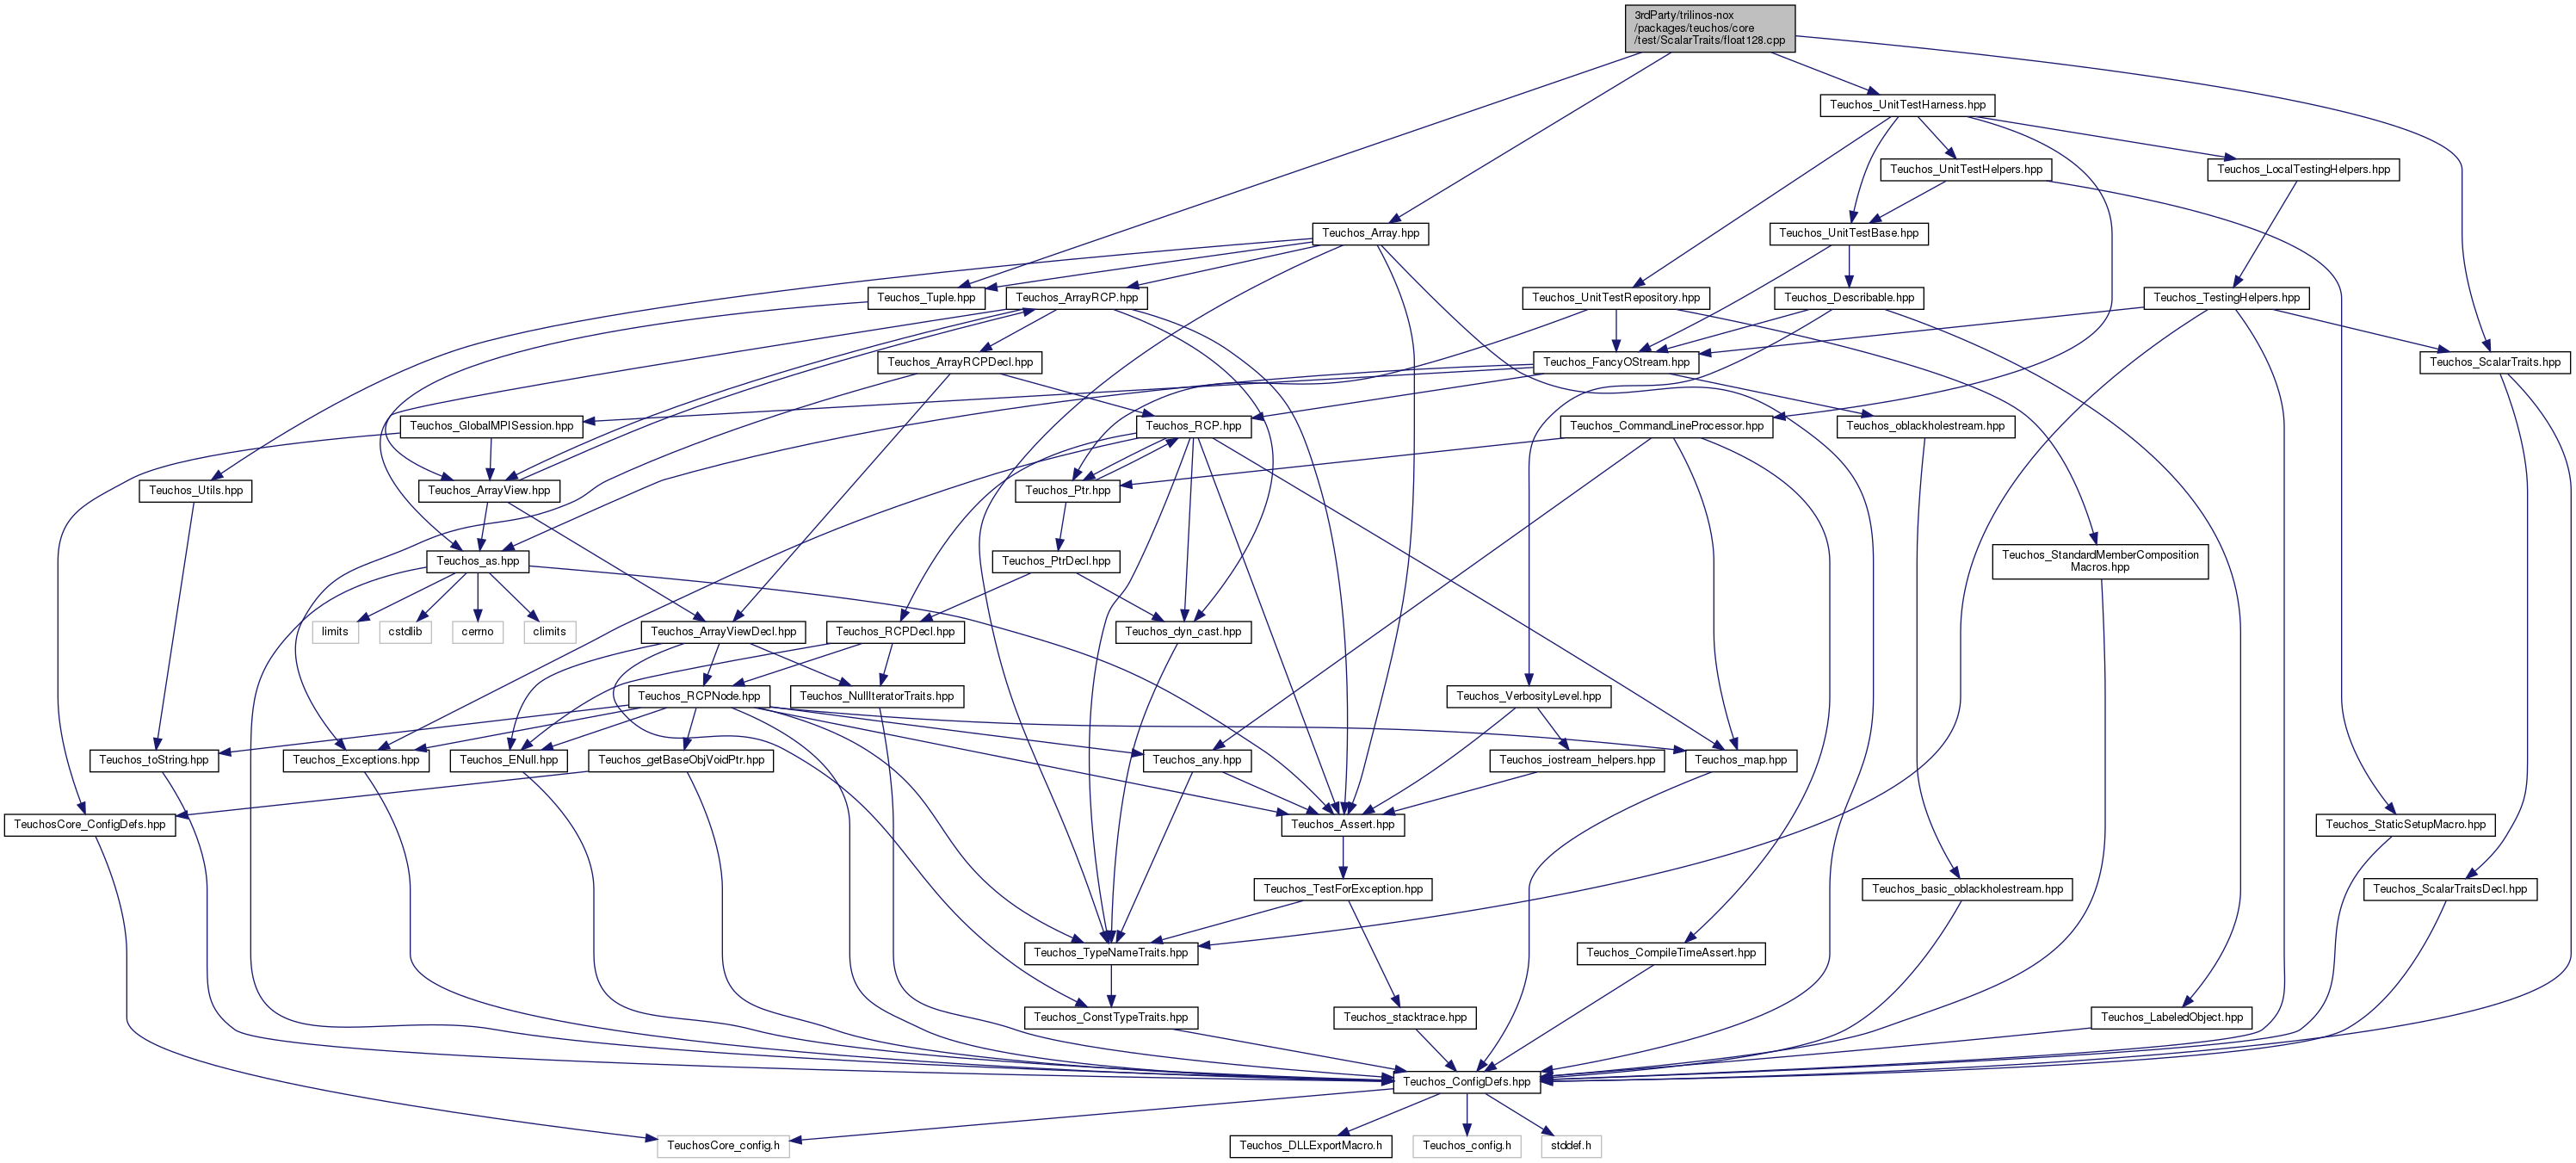 3rdParty/trilinos-nox
/packages/teuchos/core
/test/ScalarTraits/float128.cpp
Teuchos_UnitTestHarness.hpp
Teuchos_UnitTestHelpers.hpp
Teuchos_LocalTestingHelpers.hpp
Teuchos_Array.hpp
Teuchos_UnitTestBase.hpp
Teuchos_Tuple.hpp
Teuchos_ArrayRCP.hpp
Teuchos_UnitTestRepository.hpp
Teuchos_Describable.hpp
Teuchos_TestingHelpers.hpp
Teuchos_ArrayRCPDecl.hpp
Teuchos_FancyOStream.hpp
Teuchos_ScalarTraits.hpp
Teuchos_GlobalMPISession.hpp
Teuchos_RCP.hpp
Teuchos_CommandLineProcessor.hpp
Teuchos_oblackholestream.hpp
Teuchos_Utils.hpp
Teuchos_ArrayView.hpp
Teuchos_Ptr.hpp
Teuchos_as.hpp
Teuchos_PtrDecl.hpp
Teuchos_StandardMemberComposition
Macros.hpp
limits
cstdlib
cerrno
climits
Teuchos_ArrayViewDecl.hpp
Teuchos_RCPDecl.hpp
Teuchos_dyn_cast.hpp
Teuchos_RCPNode.hpp
Teuchos_NullIteratorTraits.hpp
Teuchos_VerbosityLevel.hpp
Teuchos_toString.hpp
Teuchos_Exceptions.hpp
Teuchos_ENull.hpp
Teuchos_getBaseObjVoidPtr.hpp
Teuchos_any.hpp
Teuchos_iostream_helpers.hpp
Teuchos_map.hpp
TeuchosCore_ConfigDefs.hpp
Teuchos_Assert.hpp
Teuchos_StaticSetupMacro.hpp
Teuchos_TestForException.hpp
Teuchos_basic_oblackholestream.hpp
Teuchos_ScalarTraitsDecl.hpp
Teuchos_TypeNameTraits.hpp
Teuchos_CompileTimeAssert.hpp
Teuchos_ConstTypeTraits.hpp
Teuchos_stacktrace.hpp
Teuchos_LabeledObject.hpp
Teuchos_ConfigDefs.hpp
TeuchosCore_config.h
Teuchos_DLLExportMacro.h
Teuchos_config.h
stddef.h